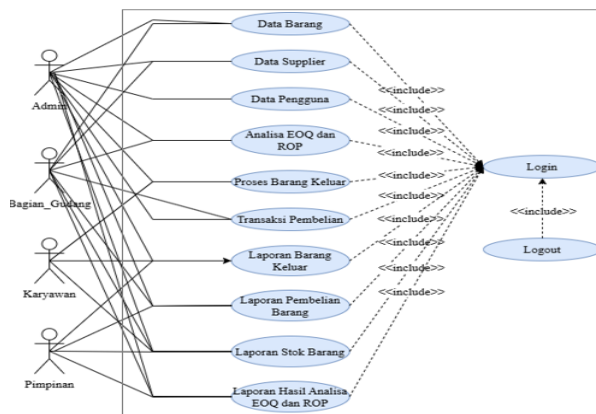 Data Barang
Data Supplier
Admin
Data Pengguna
<<include>>
<<include>>
<<include>>
<<include>>
Analisa EOQ dan
ROP
<<include>>
Login
Bagian_Gudang
Proses Barang Keluar
<<include>>
Transaksi Pembelian
<<include>>
<<include>>
<<include>>
Logout
Laporan Barang
Keluar
<<include>>
Karyawan
<<include>>
Laporan Pembelian
Barang
Laporan Stok Barang
Pimpinan
Laporan Hasil Analisa
EOQ dan ROP